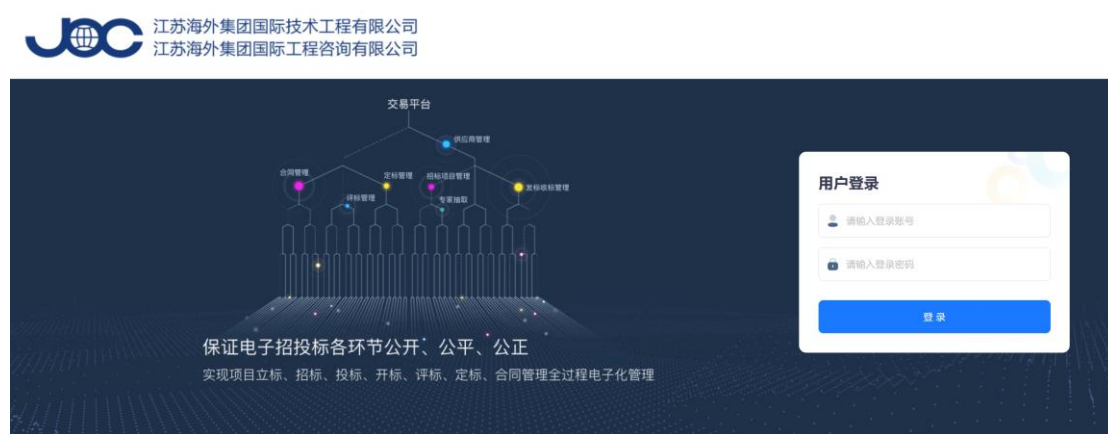 JOC
江苏海外集团国际技术工程有限公司
江苏海外集团国际工程咨询有限公司
交易平台
供应商管理
合同管理
定标管理
招标项目管理
发标收标管理
评标管理
专家抽取
用户登录
请输入登录账号
请输入登录密码
登录
保证电子招投标各环节公开、公平、公正
实现项目立标、招标、投标、开标、评标、定标、合同管理全过程电子化管理